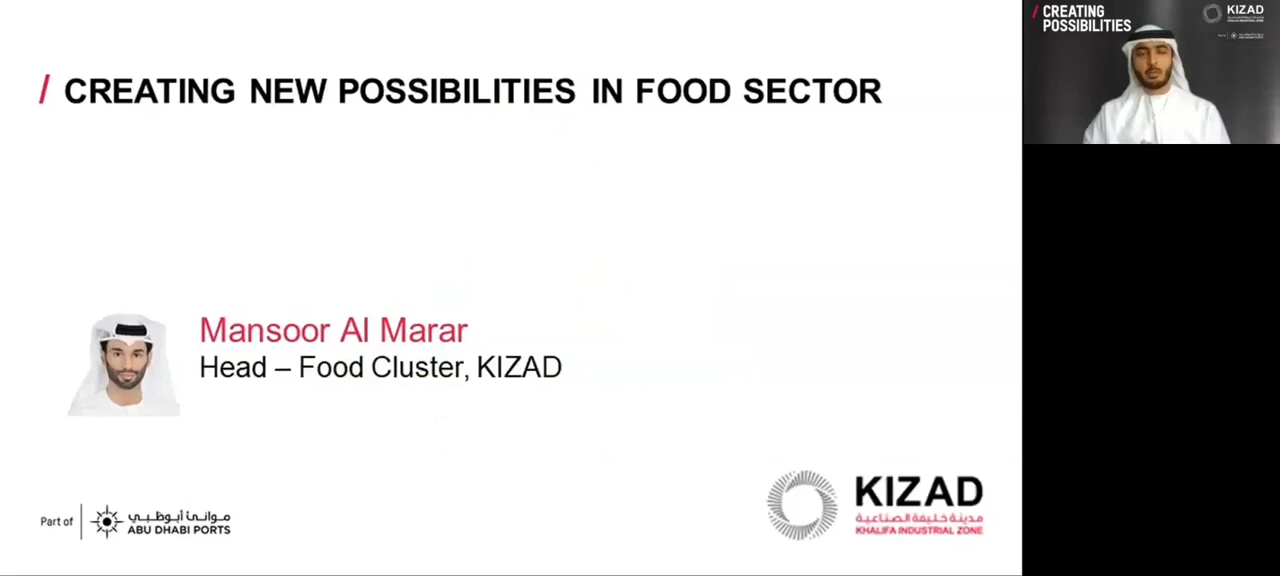 / CREATING NEW POSSIBILITIES IN FOOD SECTOR
Mansoor Al Marar
Head – Food Cluster, KIZAD
Part of
موانئ أبوظبي
ABU DHABI PORTS
KIZAD
مدينة خليفة الصناعية
KHALIFA INDUSTRIAL ZONE
/ CREATING
POSSIBILITIES
KIZAD